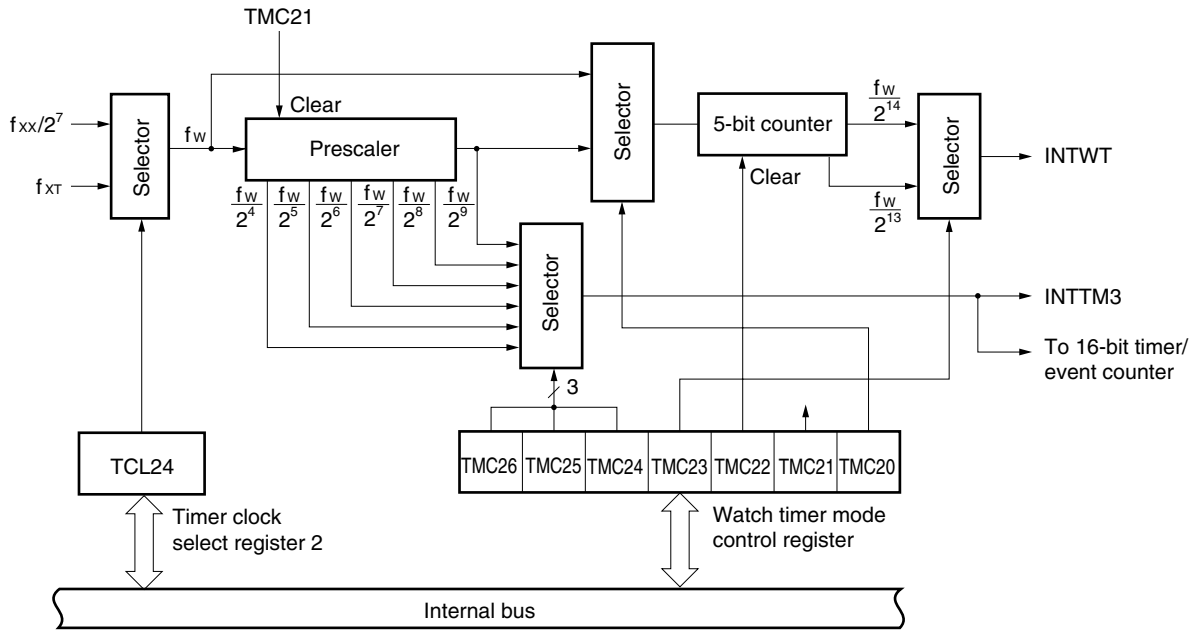 TMC21
Clear
fXX/2^7
fXT
Selector
fW
Prescaler
Selector
5-bit counter
Clear
fW/2^14
fW/2^13
Selector
INTWT
fW/2^4
fW/2^5
fW/2^6
fW/2^7
fW/2^8
fW/2^9
Selector
INTTM3
To 16-bit timer/
event counter
3
TCL24
TMC26 TMC25 TMC24 TMC23 TMC22 TMC21 TMC20
Timer clock
select register 2
Watch timer mode
control register
Internal bus